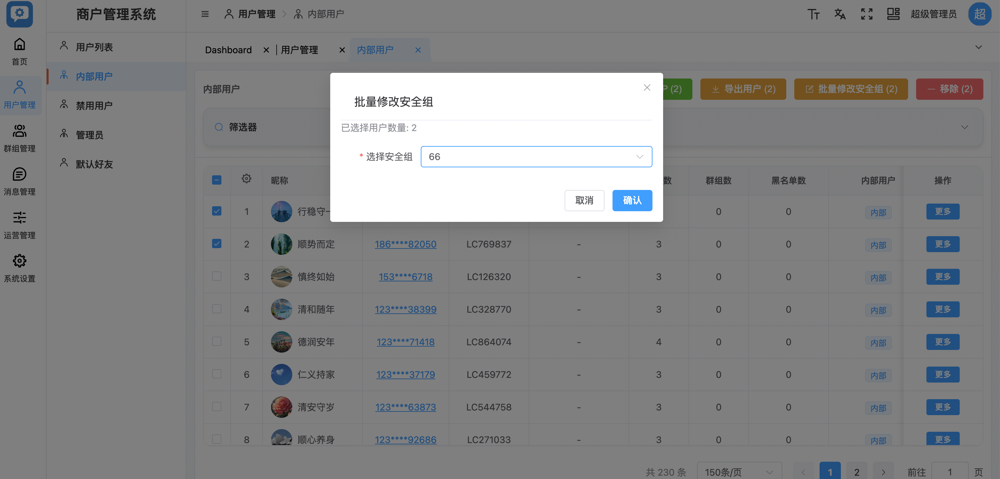 商户管理系统
用户管理
内部用户
超级管理员
超
首页
用户管理
群组管理
消息管理
运营管理
系统设置
用户列表
内部用户
禁用用户
管理员
默认好友
Dashboard
用户管理
内部用户
内部用户
(2)
导出用户 (2)
批量修改安全组 (2)
移除 (2)
筛选器
批量修改安全组
已选择用户数量: 2
* 选择安全组
66
取消
确认
昵称 数 群组数 黑名单数 内部用户 操作
1 行稳守一 0 0 内部 更多
2 顺势而定 186****82050 LC769837 - 3 0 0 内部 更多
3 慎终如始 153****6718 LC126320 - 3 0 0 内部 更多
4 清和随年 123****38399 LC328770 - 3 0 0 内部 更多
5 德润安年 123****71418 LC864074 - 4 0 0 内部 更多
6 仁义持家 123****37179 LC459772 - 3 0 0 内部 更多
7 清安守岁 123****63873 LC544758 - 3 0 0 内部 更多
8 顺心养身 123****92686 LC271033 - 3 0 0 内部 更多
共 230 条 150条/页 1 2 前往 1 页